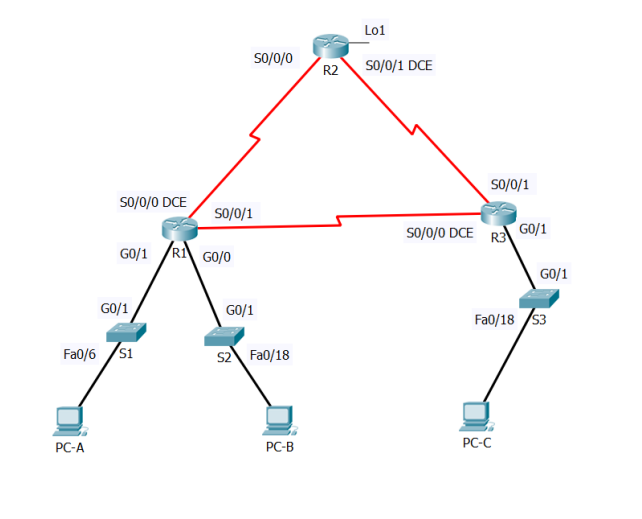 Lo1
S0/0/0
R2
S0/0/1 DCE
S0/0/1
S0/0/0 DCE
S0/0/1
R1
S0/0/0 DCE
R3
G0/1
G0/1
G0/0
G0/1
G0/1
G0/1
Fa0/6
S1
S2
Fa0/18
Fa0/18
S3
PC-A
PC-B
PC-C